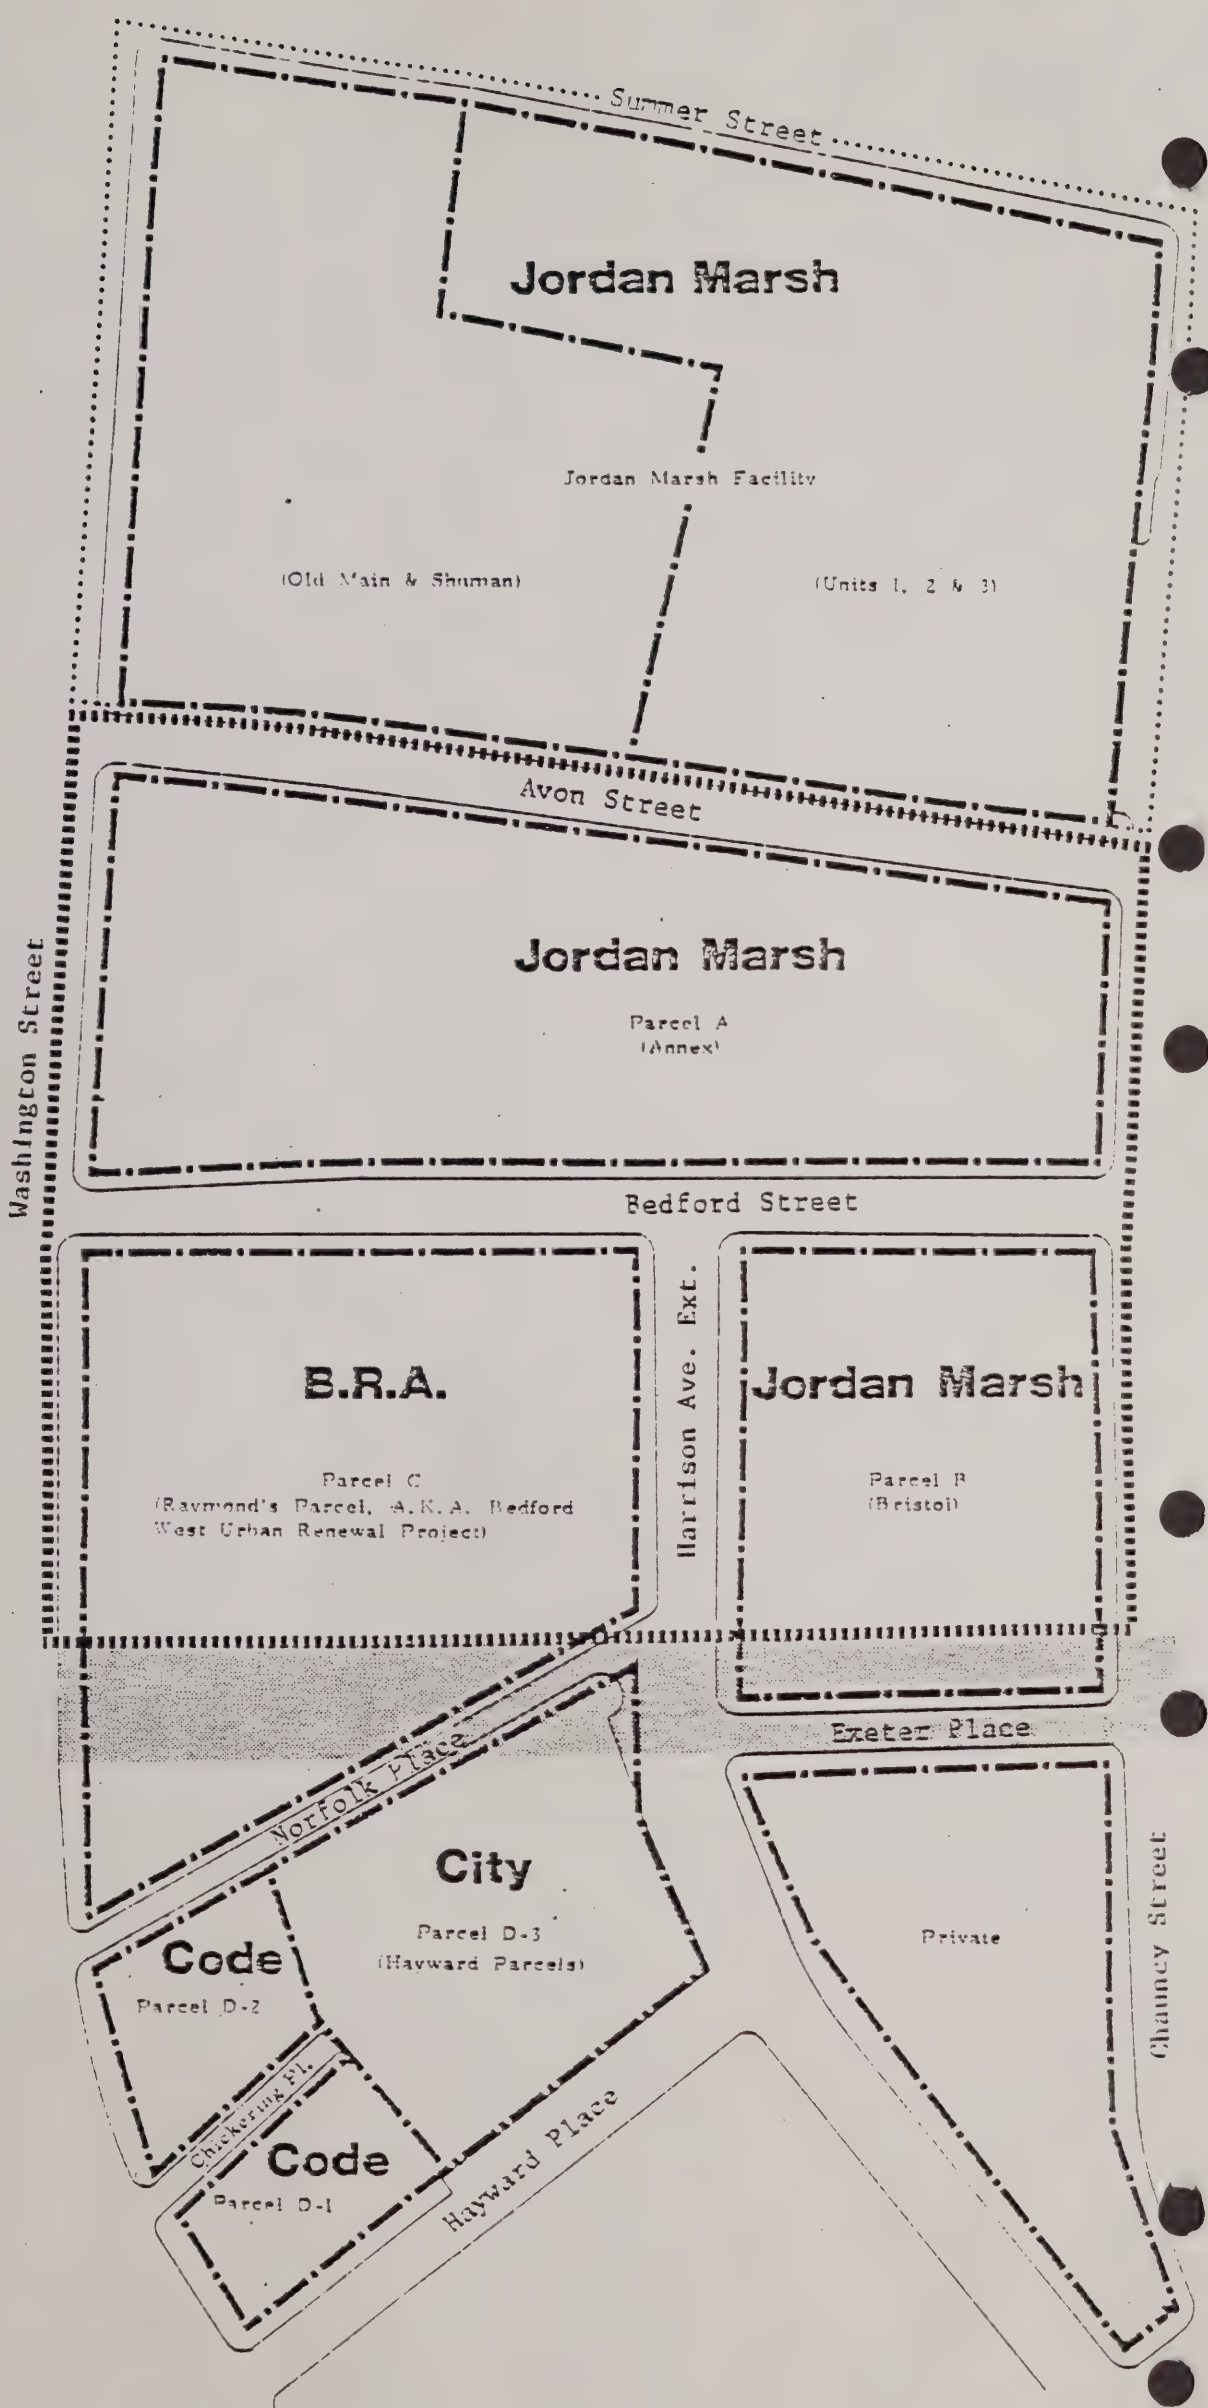 Summer Street
Jordan Marsh
Jordan Marsh Facility
(Old Main & Shuman)
(Units 1, 2 & 3)
Avon Street
Washington Street
Jordan Marsh
Parcel A
(Annex)
Bedford Street
B.R.A.
Parcel C
(Raymond's Parcel, A.K.A. Bedford
West Urban Renewal Project)
Harrison Ave. Ext.
Jordan Marsh
Parcel B
(Bristol)
Exeter Place
Norfolk Place
City
Parcel D-3
(Hayward Parcels)
Private
Chauncy Street
Code
Parcel D-2
Chickering Pl.
Code
Parcel D-1
Hayward Place